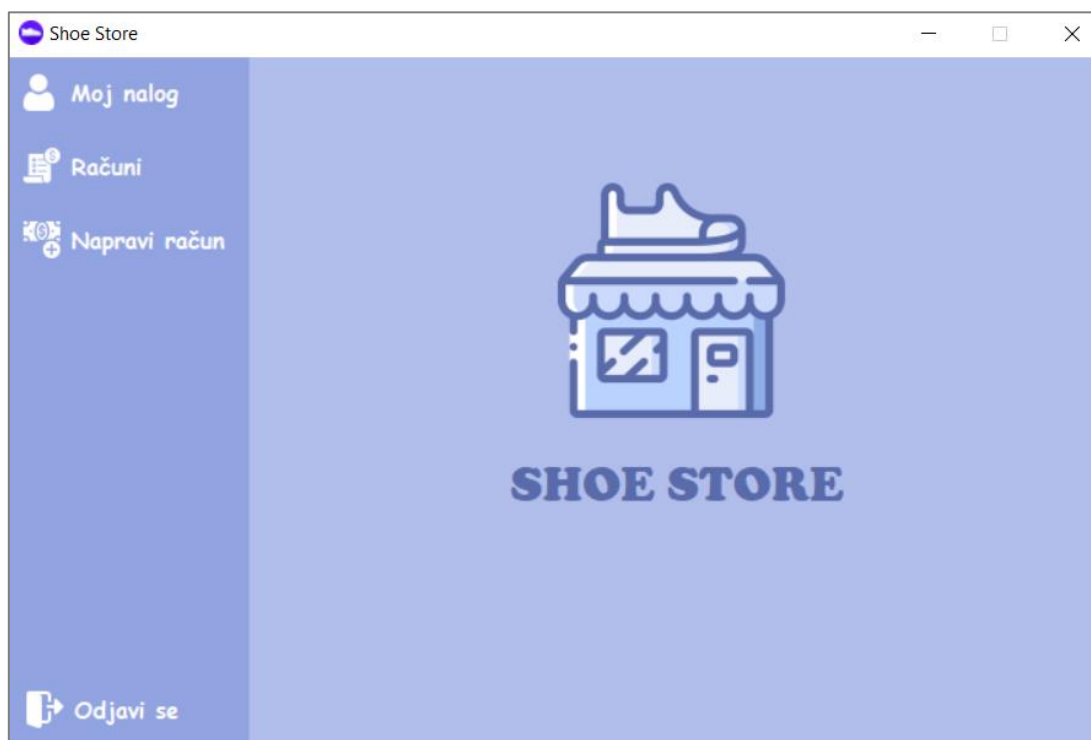 Shoe Store
Moj nalog
Računi
Napravi račun
SHOE STORE
Odjavi se